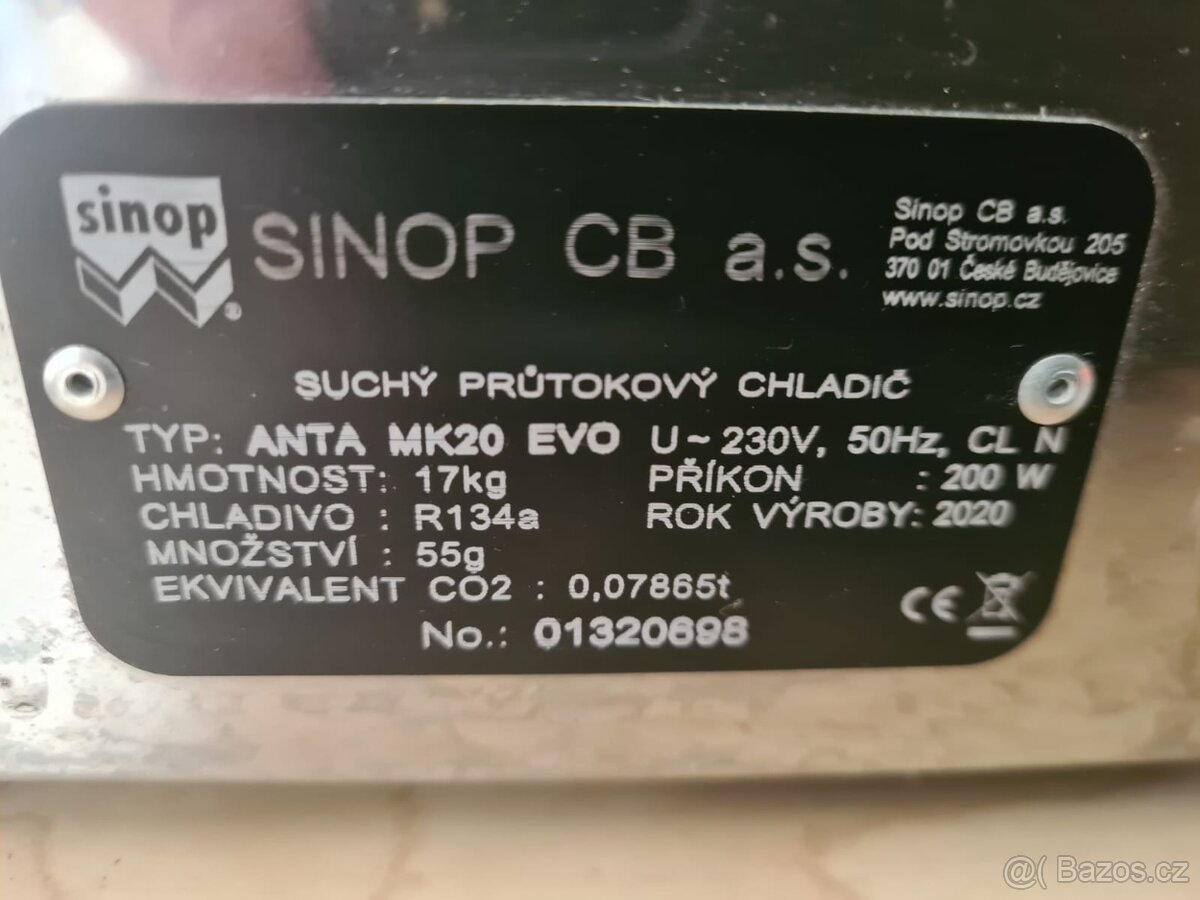 sinop
®
SINOP CB a.s.
Sinop CB a.s.
Pod Stromovkou 205
370 01 České Budějovice
www.sinop.cz
SUCHÝ PRŮTOKOVÝ CHLADIČ
TYP: ANTA MK20 EVO U~230V, 50Hz, CL N
HMOTNOST: 17kg PŘÍKON : 200 W
CHLADIVO : R134a ROK VÝROBY: 2020
MNOŽSTVÍ : 55g
EKVIVALENT CO2 : 0,07865t
No.: 01320698
CE
@( Bazos.cz